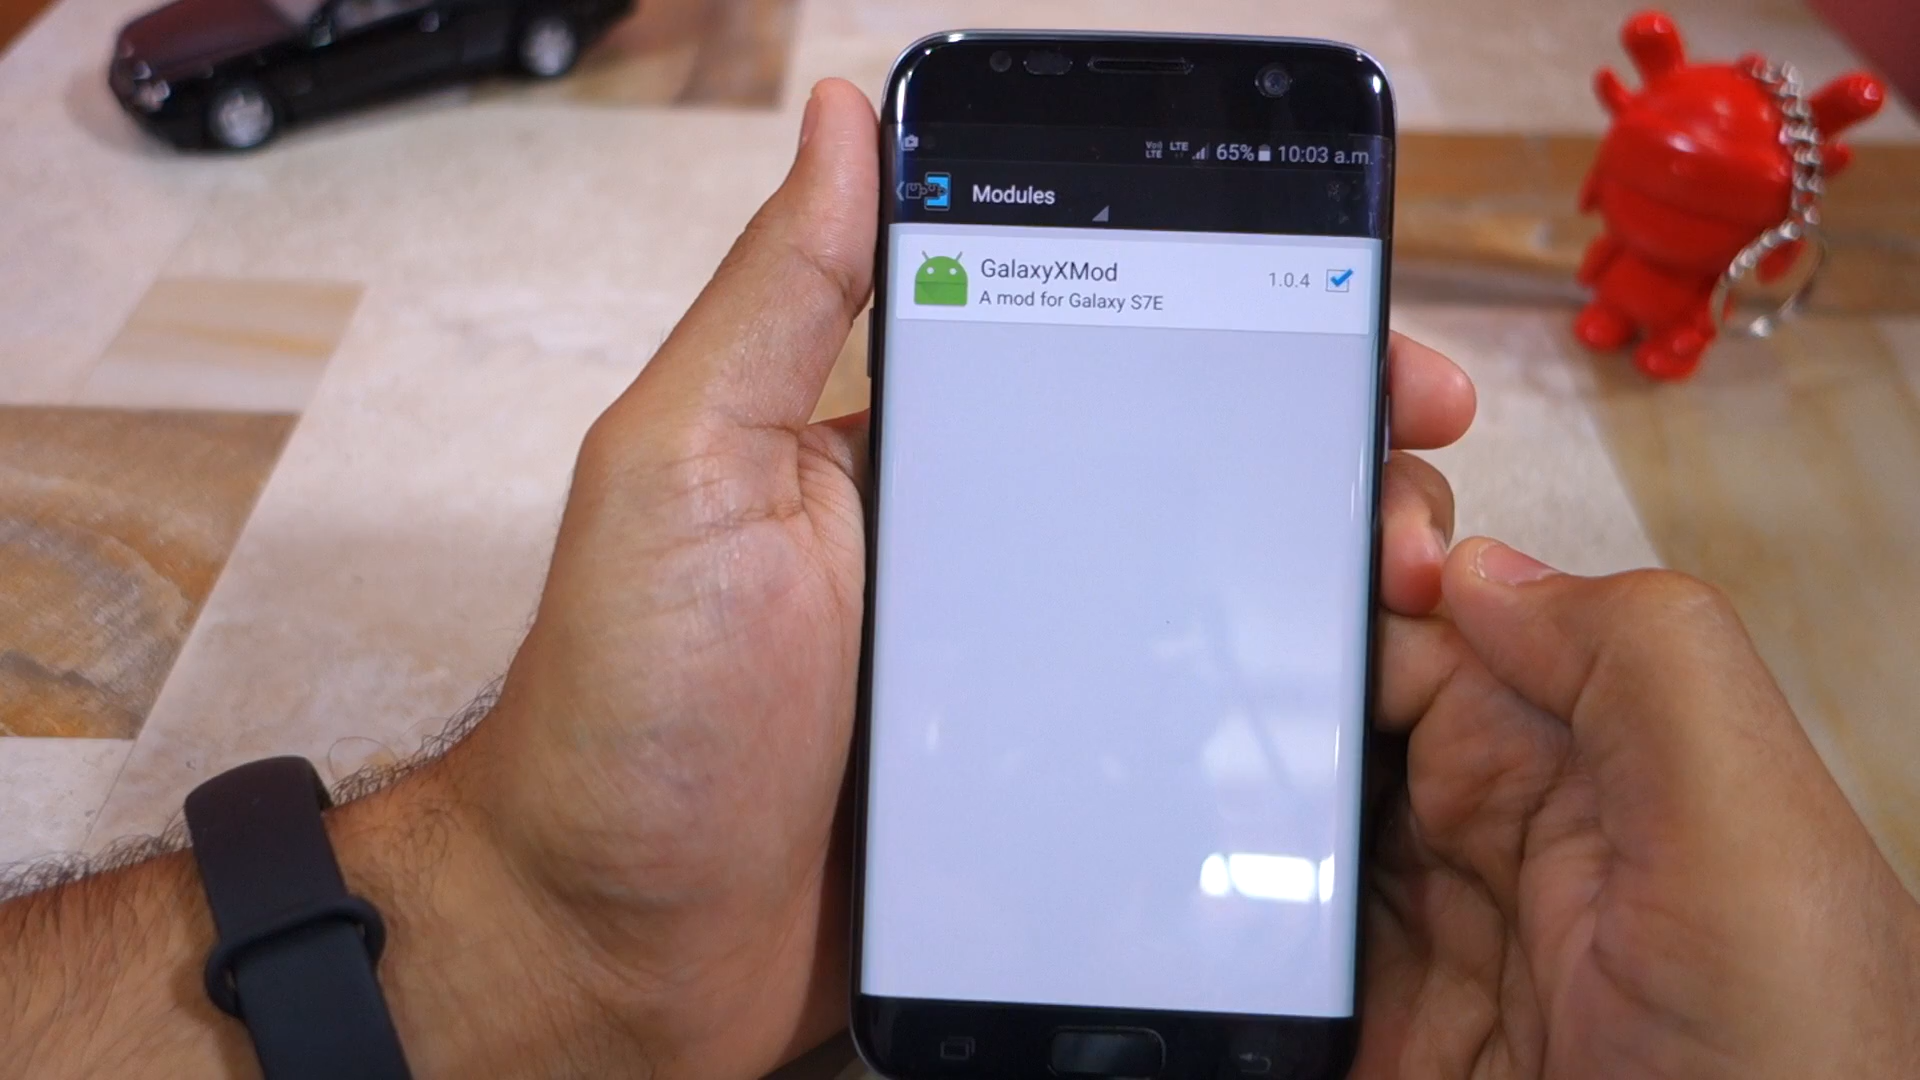 VoLTE LTE 65% 10:03 a.m.
Modules
GalaxyXMod
A mod for Galaxy S7E
1.0.4